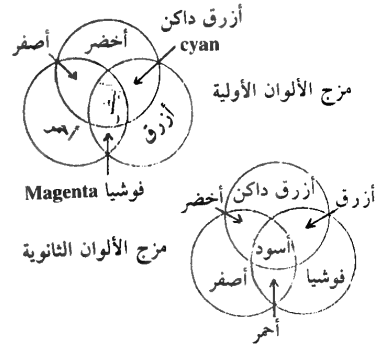 أزرق داكن
cyan
أخضر
أصفر
مزج الألوان الأولية
أزرق
أحمر
فوشيا Magenta
أزرق داكن
أخضر
أزرق
مزج الألوان الثانوية
أسود
أصفر
فوشيا
أحمر